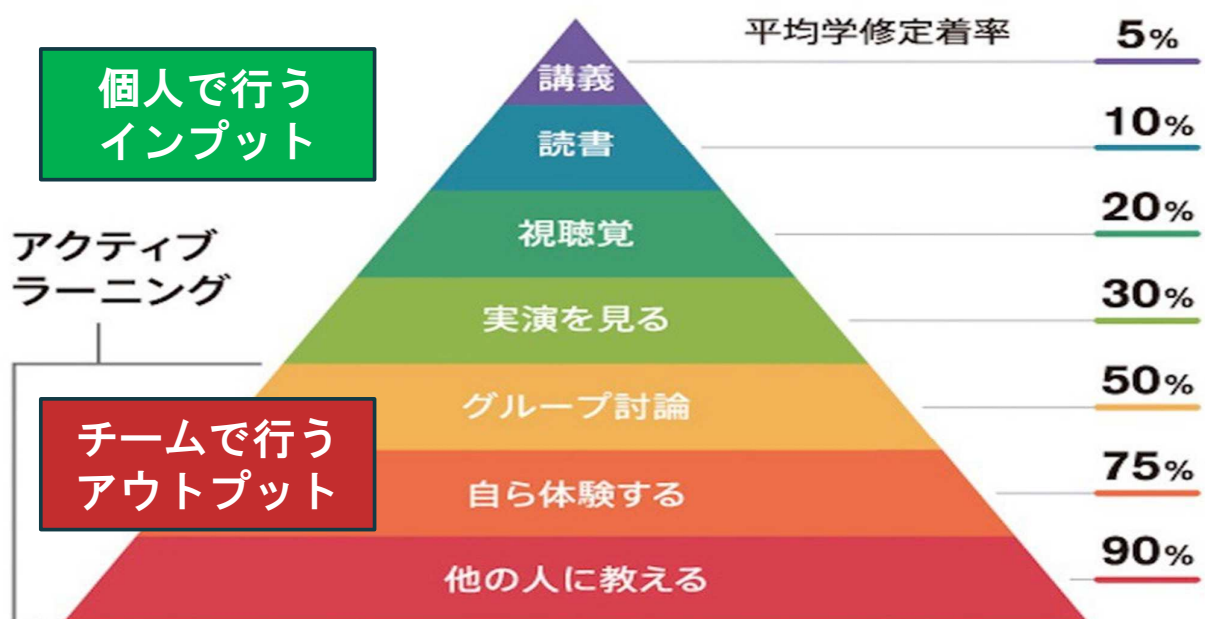 平均学修定着率 5%
個人で行う
インプット
講義
読書 10%
視聴覚 20%
アクティブ
ラーニング
実演を見る 30%
グループ討論 50%
チームで行う
アウトプット
自ら体験する 75%
他の人に教える 90%